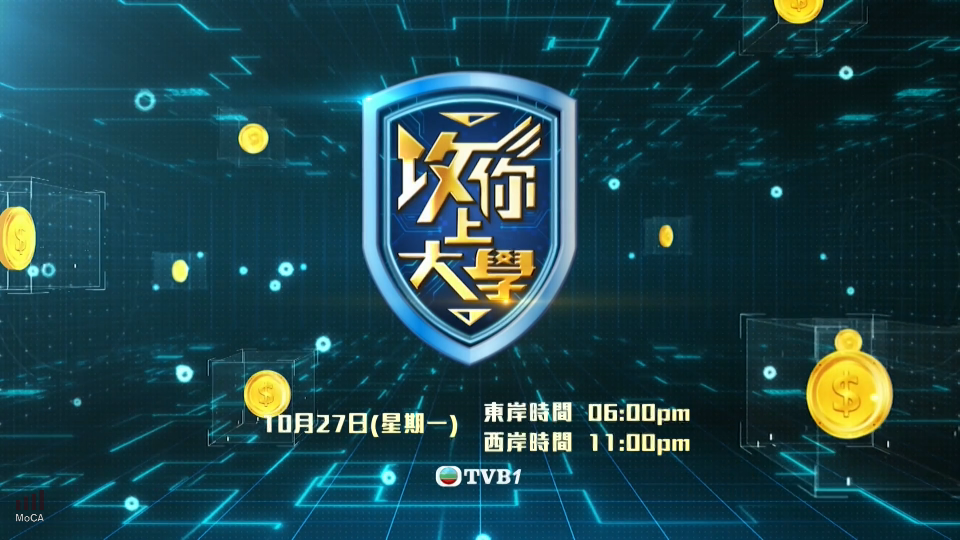 攻你
上
大學
10月27日(星期一)
東岸時間 06:00pm
西岸時間 11:00pm
TVB1
MoCA